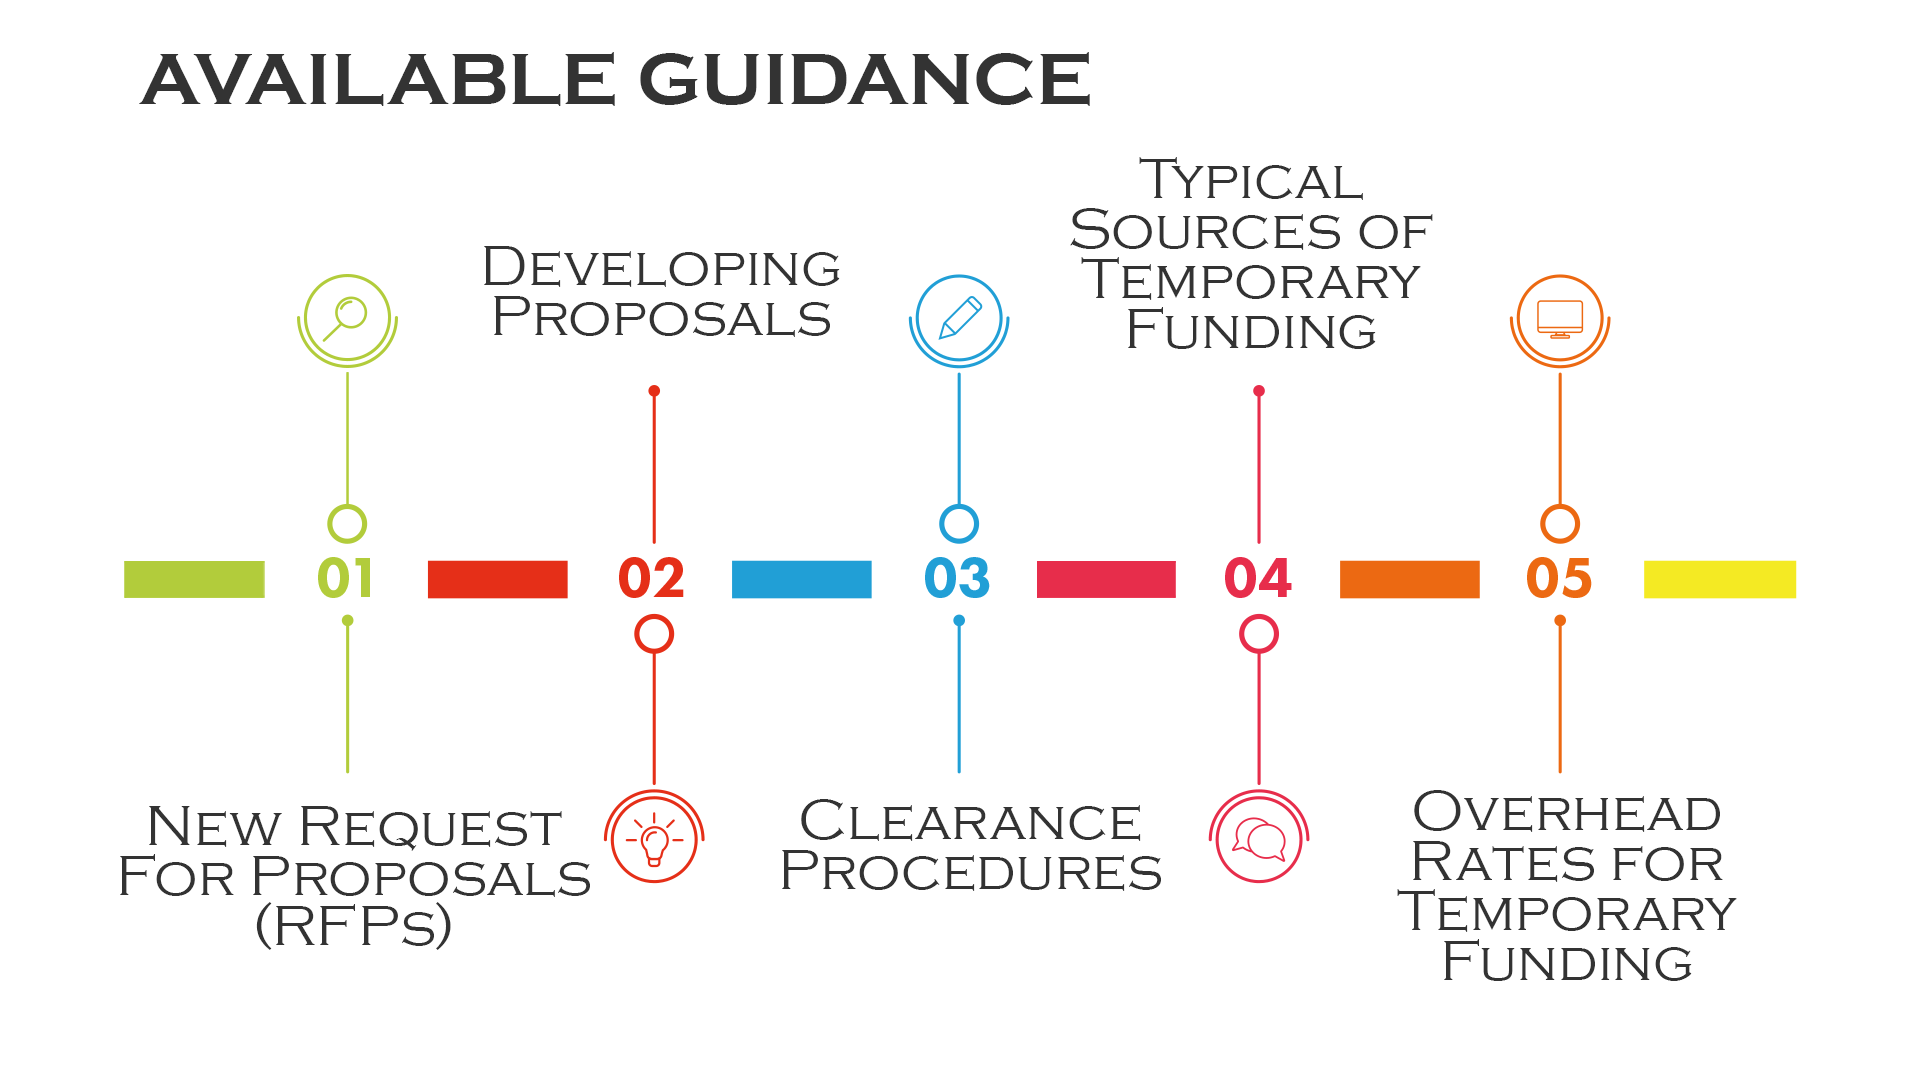 AVAILABLE GUIDANCE
01
NEW REQUEST
FOR PROPOSALS
(RFPS)
DEVELOPING
PROPOSALS
02
03
CLEARANCE
PROCEDURES
TYPICAL
SOURCES OF
TEMPORARY
FUNDING
04
05
OVERHEAD
RATES FOR
TEMPORARY
FUNDING